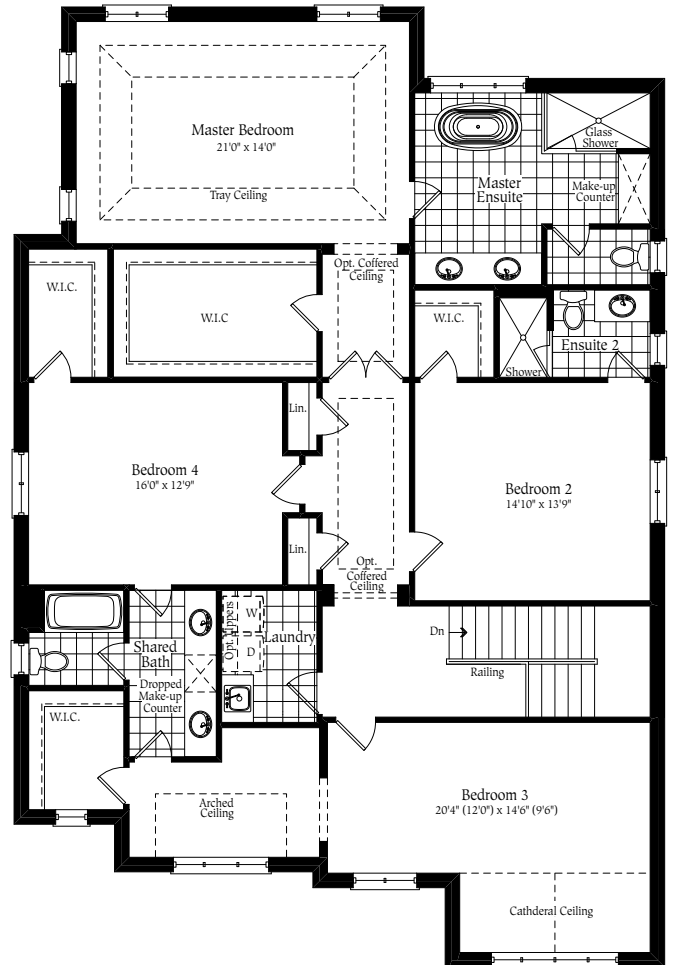 Master Bedroom
21'0" x 14'0"
Tray Ceiling
Glass
Shower
Master
Ensuite
Make-up
Counter
Opt. Coffered
Ceiling
W.I.C.
W.I.C
W.I.C.
Ensuite 2
Shower
Lin.
Bedroom 4
16'0" x 12'9"
Bedroom 2
14'10" x 13'9"
Lin.
Opt.
Coffered
Ceiling
Opt. Uppers
W
D
Laundry
Dn
Railing
Shared
Bath
Dropped
Make-up
Counter
W.I.C.
Arched
Ceiling
Bedroom 3
20'4" (12'0") x 14'6" (9'6")
Cathderal Ceiling